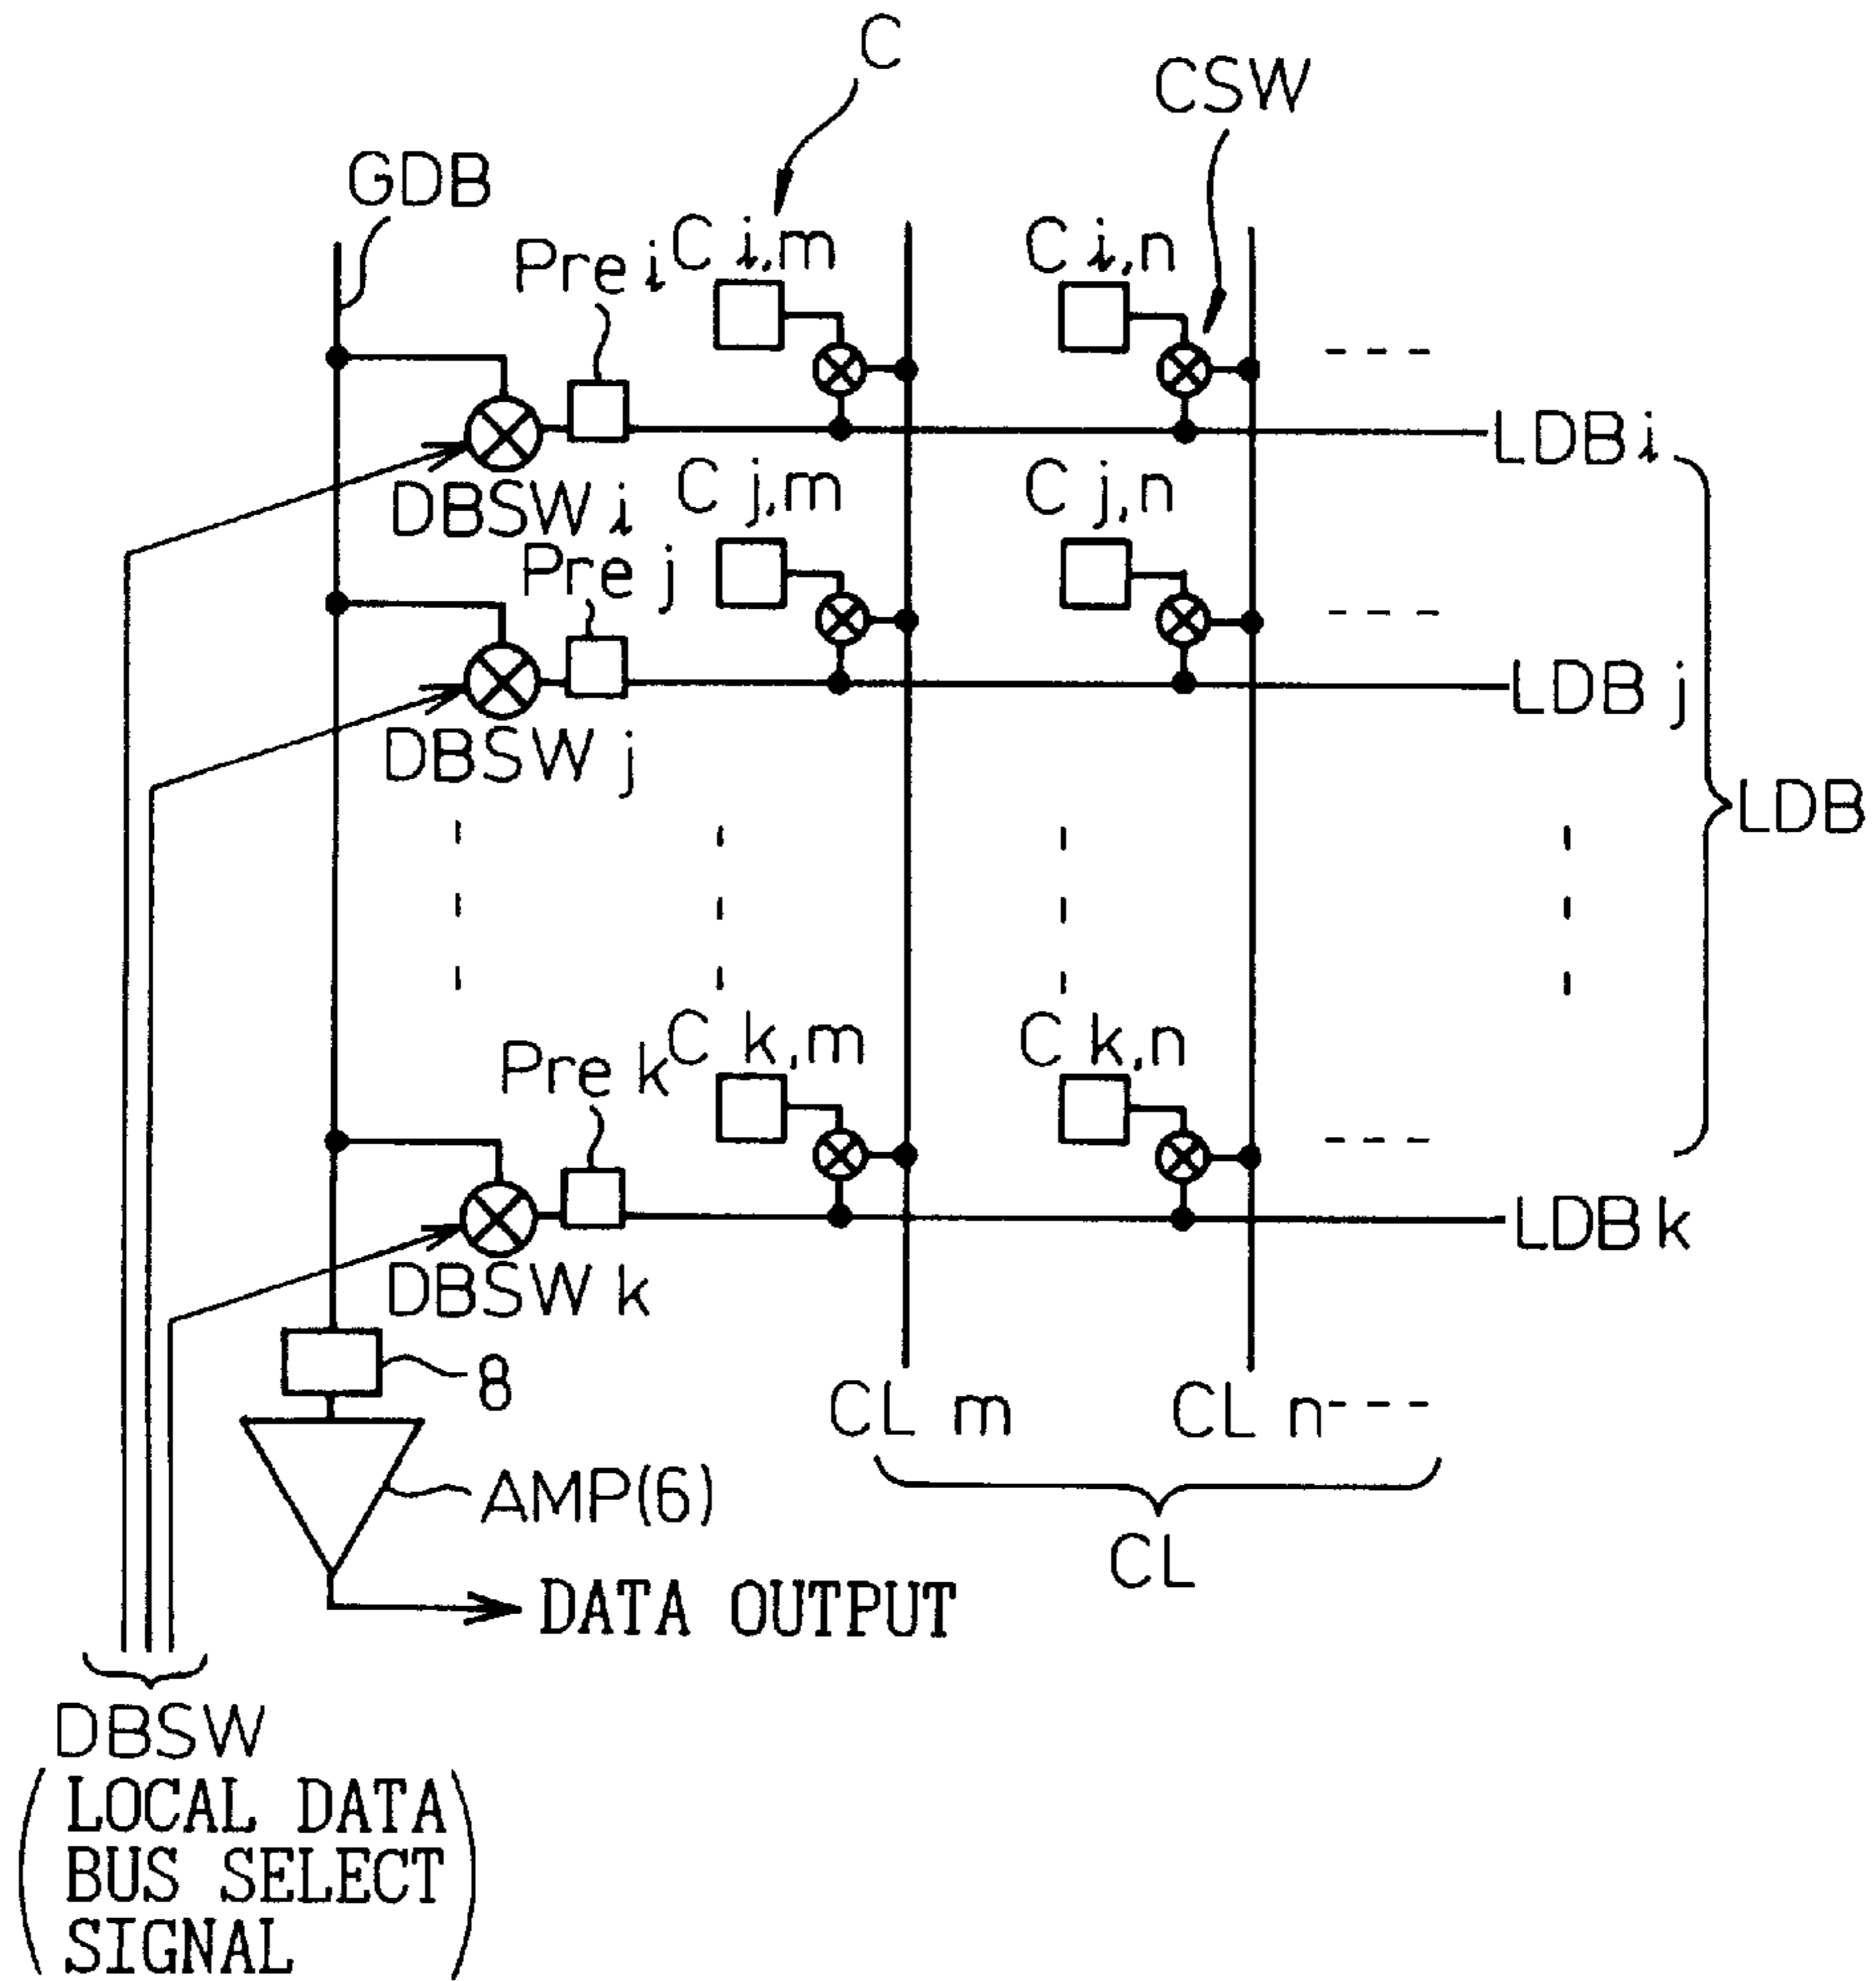 C
CSW
GDB
Pre i
C i,m
C i,n
LDB i
DBSW i
C j,m
C j,n
Pre j
LDB j
DBSW j
LDB
Pre k
C k,m
C k,n
LDB k
DBSW k
8
CL m
CL n
AMP(6)
CL
DATA OUTPUT
DBSW
(LOCAL DATA
BUS SELECT
SIGNAL)